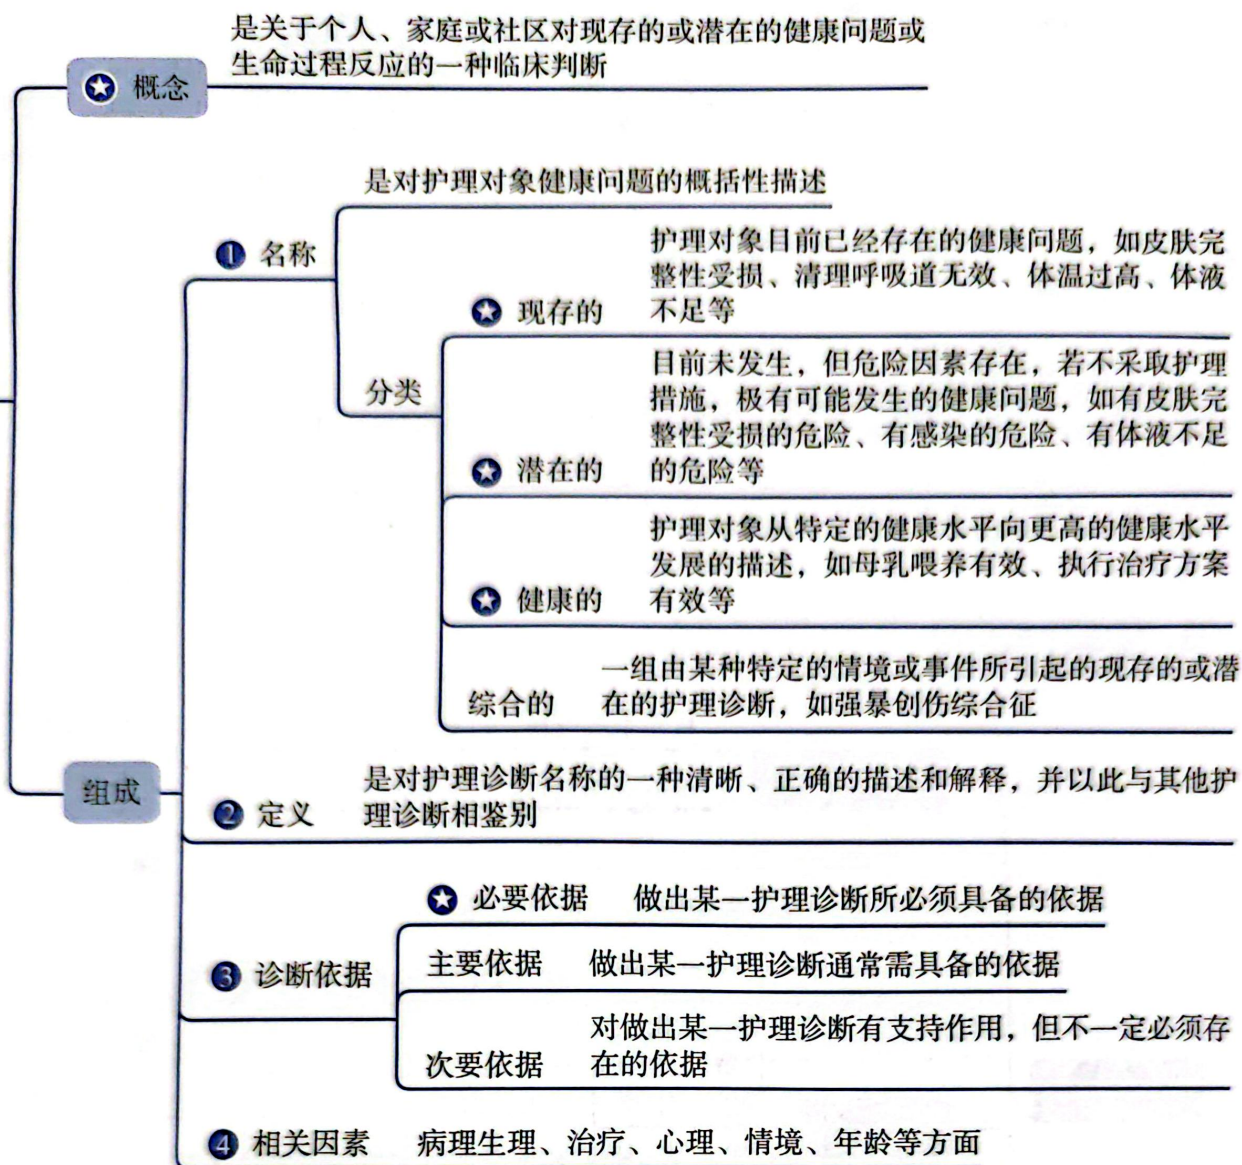 是关于个人、家庭或社区对现存的或潜在的健康问题或
生命过程反应的一种临床判断
概念
是对护理对象健康问题的概括性描述
1 名称
护理对象目前已经存在的健康问题，如皮肤完
整性受损、清理呼吸道无效、体温过高、体液
现存的 不足等
分类
目前未发生，但危险因素存在，若不采取护理
措施，极有可能发生的健康问题，如有皮肤完
整性受损的危险、有感染的危险、有体液不足
潜在的 的危险等
护理对象从特定的健康水平向更高的健康水平
发展的描述，如母乳喂养有效、执行治疗方案
健康的 有效等
一组由某种特定的情境或事件所引起的现存的或潜
综合的 在的护理诊断，如强暴创伤综合征
组成
是对护理诊断名称的一种清晰、正确的描述和解释，并以此与其他护
2 定义 理诊断相鉴别
必要依据 做出某一护理诊断所必须具备的依据
3 诊断依据
主要依据 做出某一护理诊断通常需具备的依据
对做出某一护理诊断有支持作用，但不一定必须存
次要依据 在的依据
4 相关因素 病理生理、治疗、心理、情境、年龄等方面